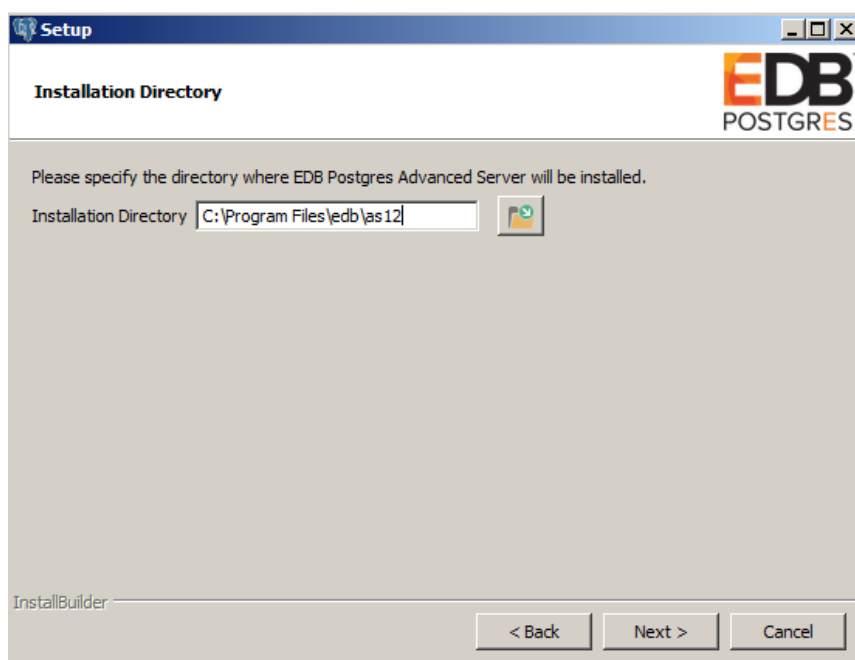 Setup
EDB
POSTGRES
Installation Directory
Please specify the directory where EDB Postgres Advanced Server will be installed.
Installation Directory C:\Program Files\edb\as12
InstallBuilder
< Back Next > Cancel